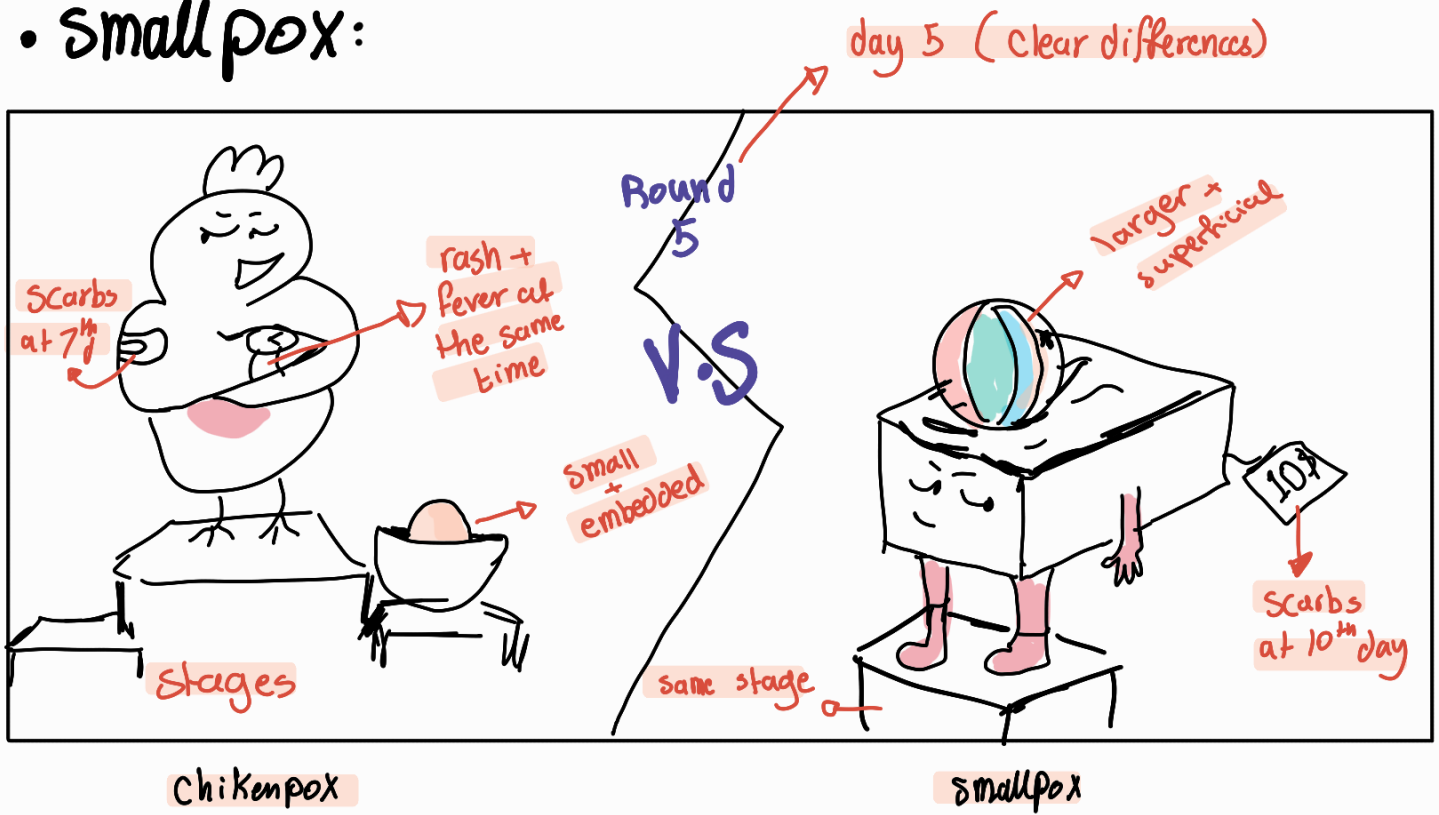 • smallpox:
day 5 (Clear differences)
Round
5
V.S
scarbs
at 7th
d
rash +
fever at
the same
time
small
+
embedded
stages
larger +
superficial
10$
scarbs
at 10th day
same stage
chikenpox
smallpox